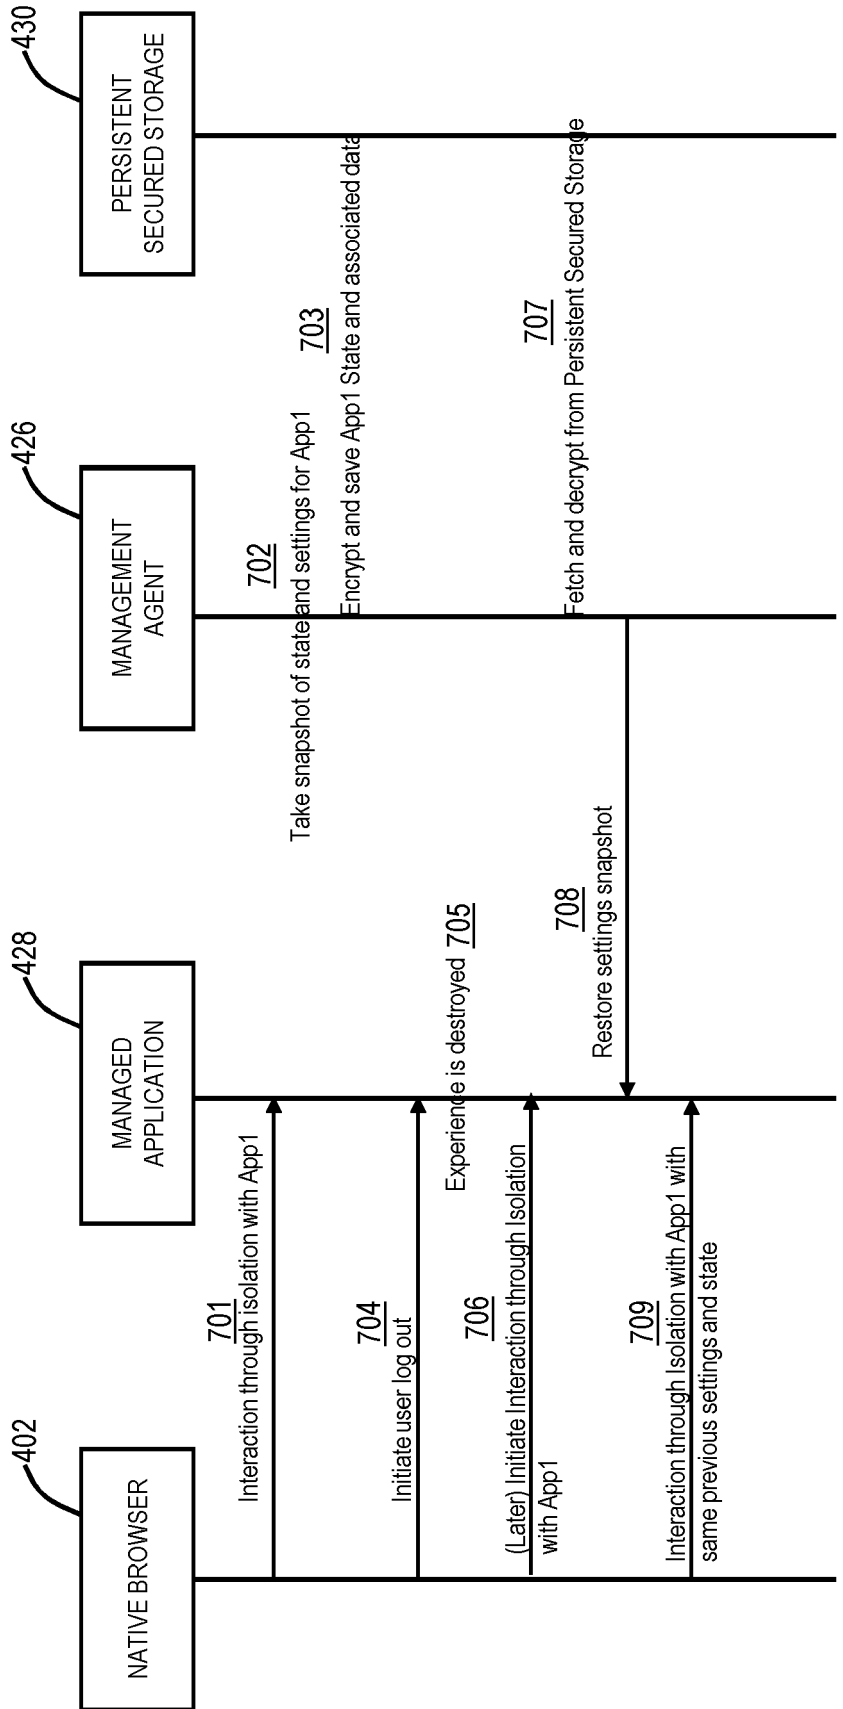 402
NATIVE BROWSER
428
MANAGED
APPLICATION
426
MANAGEMENT
AGENT
430
PERSISTENT
SECURED STORAGE
701
Interaction through isolation with App1
702
Take snapshot of state and settings for App1
703
Encrypt and save App1 State and associated data
704
Initiate user log out
Experience is destroyed 705
706
(Later) Initiate Interaction through Isolation
with App1
707
Fetch and decrypt from Persistent Secured Storage
708
Restore settings snapshot
709
Interaction through Isolation with App1 with
same previous settings and state